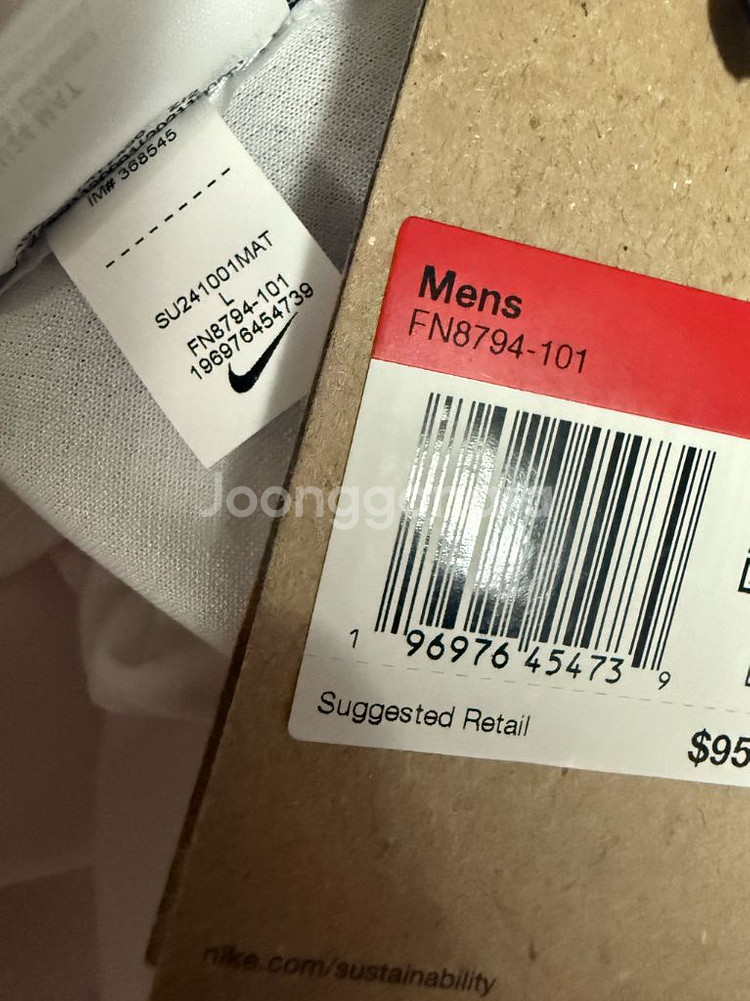 IM# 368545
SU241001MAT
L
FN8794-101
196976454739
Mens
FN8794-101
1 96976 45473 9
Suggested Retail
$95
nike.com/sustainability